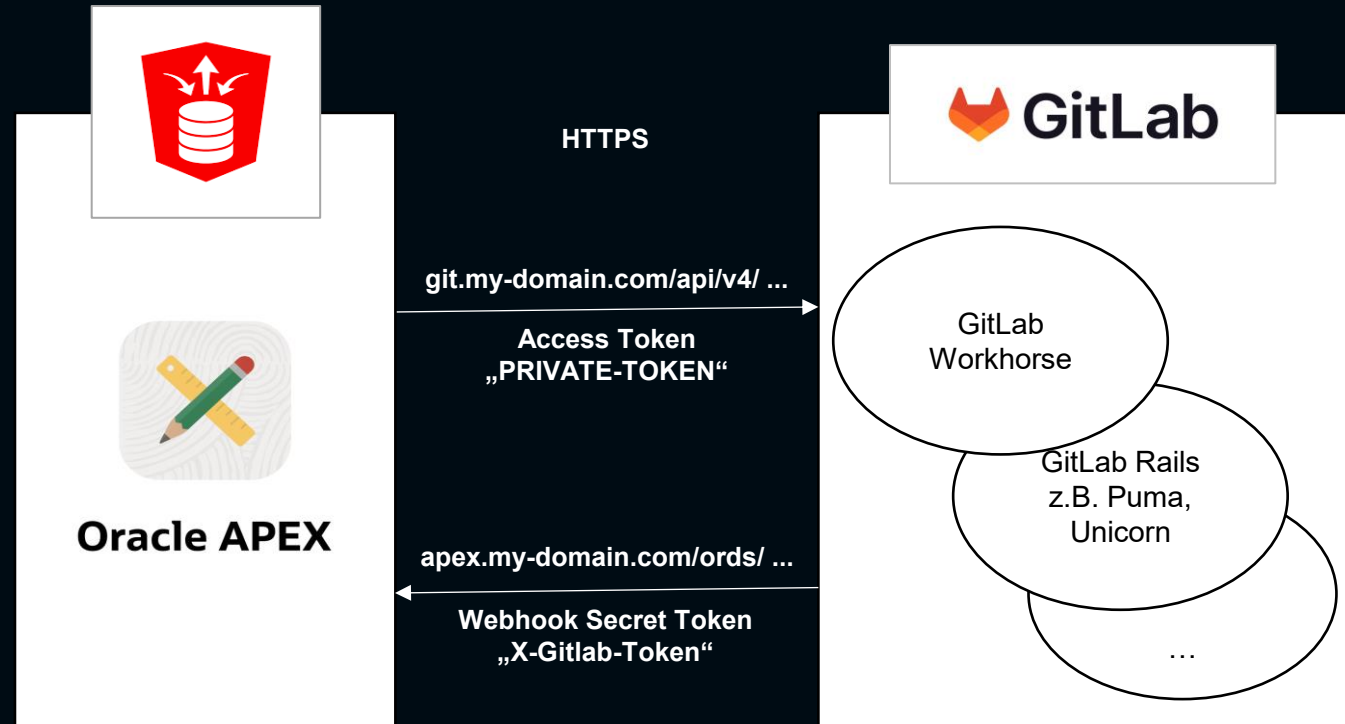 HTTPS
GitLab
git.my-domain.com/api/v4/ ...
Access Token
„PRIVATE-TOKEN“
GitLab
Workhorse
GitLab Rails
z.B. Puma,
Unicorn
Oracle APEX
apex.my-domain.com/ords/ ...
Webhook Secret Token
„X-Gitlab-Token“
...